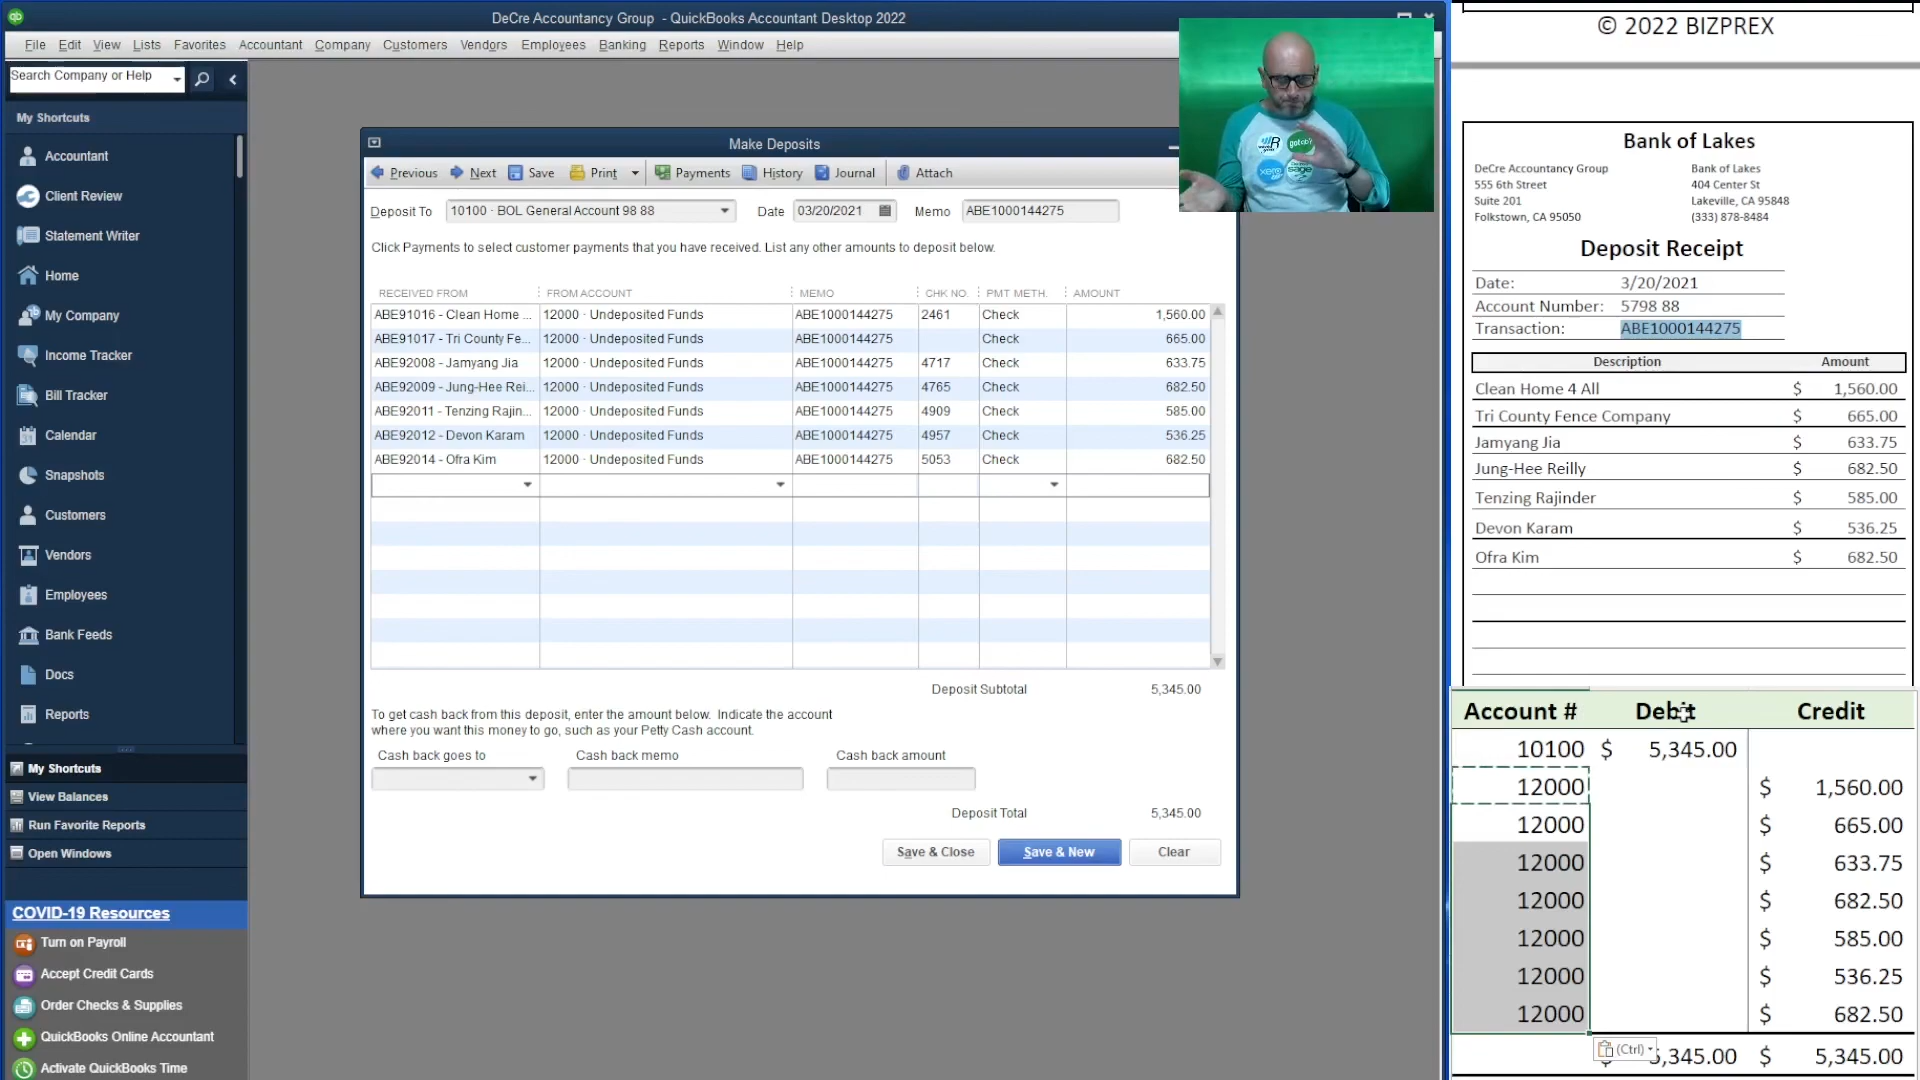 DeCre Accountancy Group - QuickBooks Accountant Desktop 2022
File Edit View Lists Favorites Accountant Company Customers Vendors Employees Banking Reports Window Help
Search Company or Help
My Shortcuts
Accountant
Client Review
Statement Writer
Home
My Company
Income Tracker
Bill Tracker
Calendar
Snapshots
Customers
Vendors
Employees
Bank Feeds
Docs
Reports
My Shortcuts
View Balances
Run Favorite Reports
Open Windows
COVID-19 Resources
Turn on Payroll
Accept Credit Cards
Order Checks & Supplies
QuickBooks Online Accountant
Activate QuickBooks Time
Make Deposits
Previous Next Save Print Payments History Journal Attach
Deposit To 10100 · BOL General Account 98 88 Date 03/20/2021 Memo ABE1000144275
Click Payments to select customer payments that you have received. List any other amounts to deposit below.
RECEIVED FROM FROM ACCOUNT MEMO CHK NO. PMT METH. AMOUNT
ABE91016 - Clean Home ... 12000 · Undeposited Funds ABE1000144275 2461 Check 1,560.00
ABE91017 - Tri County Fe... 12000 · Undeposited Funds ABE1000144275 Check 665.00
ABE92008 - Jamyang Jia 12000 · Undeposited Funds ABE1000144275 4717 Check 633.75
ABE92009 - Jung-Hee Rei... 12000 · Undeposited Funds ABE1000144275 4765 Check 682.50
ABE92011 - Tenzing Rajin... 12000 · Undeposited Funds ABE1000144275 4909 Check 585.00
ABE92012 - Devon Karam 12000 · Undeposited Funds ABE1000144275 4957 Check 536.25
ABE92014 - Ofra Kim 12000 · Undeposited Funds ABE1000144275 5053 Check 682.50
Deposit Subtotal 5,345.00
To get cash back from this deposit, enter the amount below. Indicate the account
where you want this money to go, such as your Petty Cash account.
Cash back goes to Cash back memo Cash back amount
Deposit Total 5,345.00
Save & Close Save & New Clear
R got qb? xero sage
© 2022 BIZPREX
Bank of Lakes
DeCre Accountancy Group Bank of Lakes
555 6th Street 404 Center St
Suite 201 Lakeville, CA 95848
Folkstown, CA 95050 (333) 878-8484
Deposit Receipt
Date: 3/20/2021
Account Number: 5798 88
Transaction: ABE1000144275
Description Amount
Clean Home 4 All $ 1,560.00
Tri County Fence Company $ 665.00
Jamyang Jia $ 633.75
Jung-Hee Reilly $ 682.50
Tenzing Rajinder $ 585.00
Devon Karam $ 536.25
Ofra Kim $ 682.50
Account # Debit Credit
10100 $ 5,345.00
12000 $ 1,560.00
12000 $ 665.00
12000 $ 633.75
12000 $ 682.50
12000 $ 585.00
12000 $ 536.25
12000 $ 682.50
(Ctrl)
$ 5,345.00 $ 5,345.00